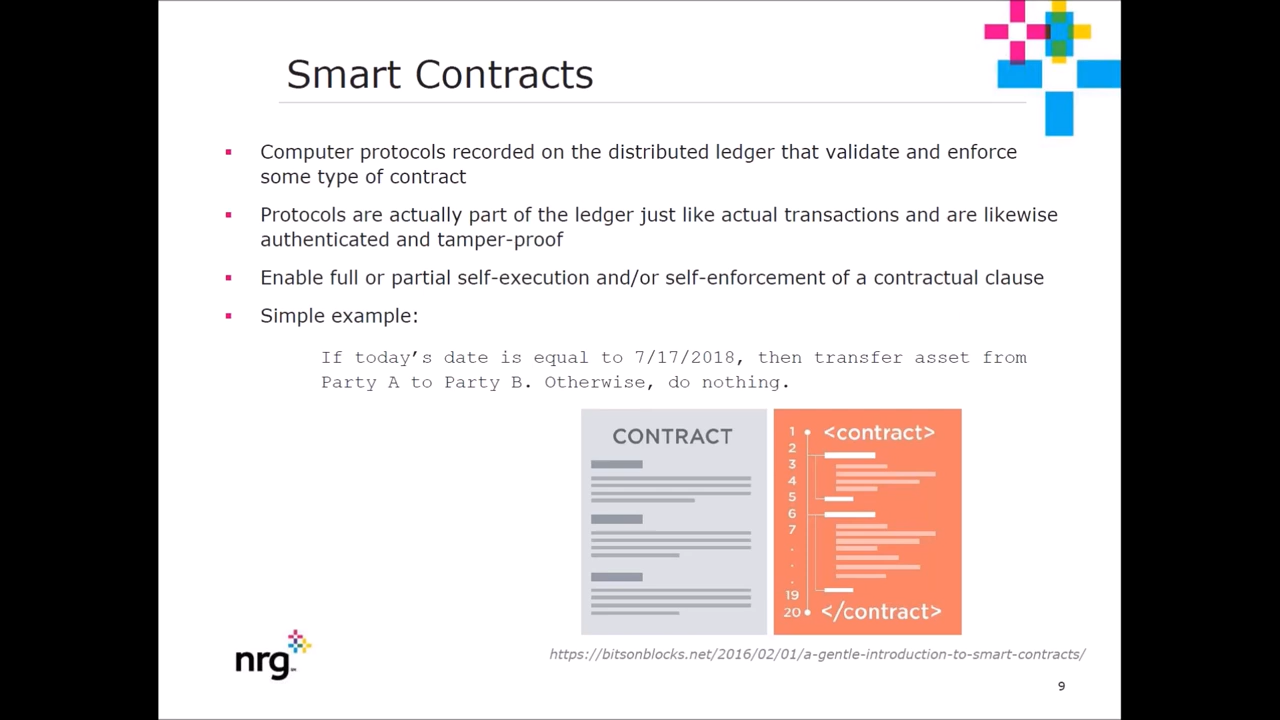 Smart Contracts
▪ Computer protocols recorded on the distributed ledger that validate and enforce
some type of contract
▪ Protocols are actually part of the ledger just like actual transactions and are likewise
authenticated and tamper-proof
▪ Enable full or partial self-execution and/or self-enforcement of a contractual clause
▪ Simple example:
If today’s date is equal to 7/17/2018, then transfer asset from
Party A to Party B. Otherwise, do nothing.
CONTRACT
1 <contract>
2
3
4
5
6
7
.
.
.
19
20 </contract>
nrg
https://bitsonblocks.net/2016/02/01/a-gentle-introduction-to-smart-contracts/
9